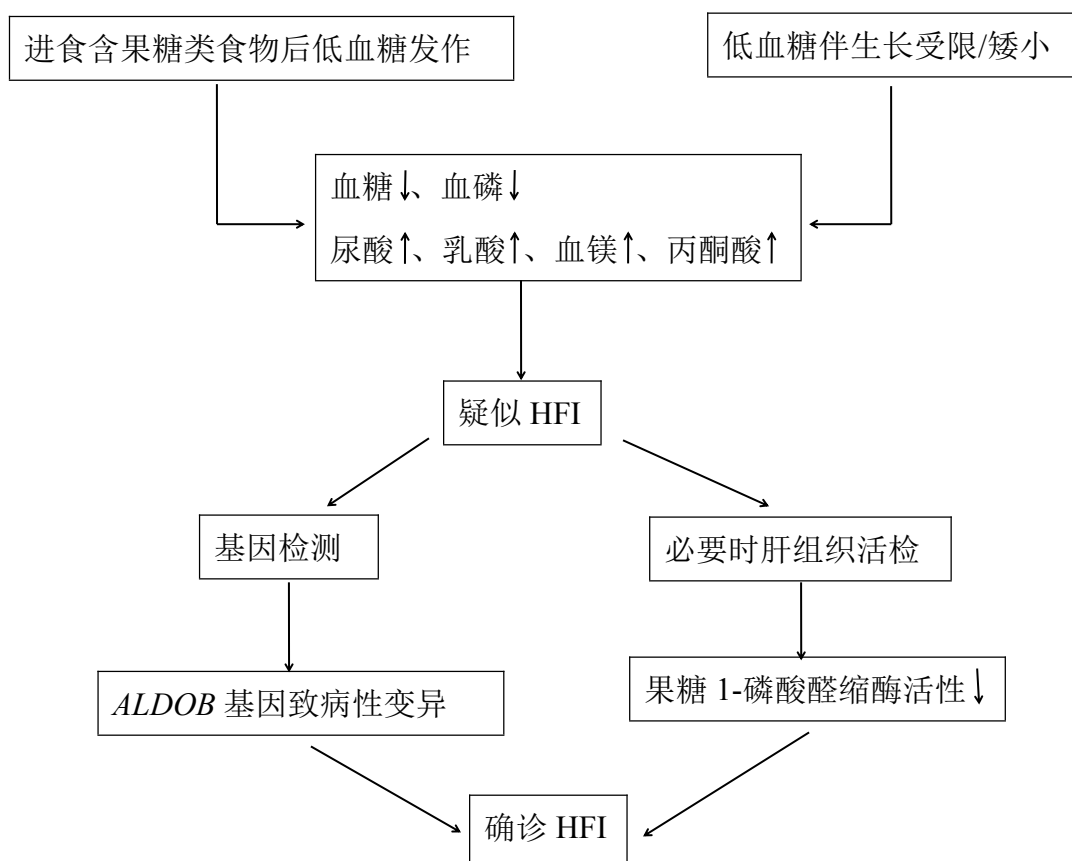 进食含果糖类食物后低血糖发作
低血糖伴生长受限/矮小
血糖↓、血磷↓
尿酸↑、乳酸↑、血镁↑、丙酮酸↑
疑似 HFI
基因检测
必要时肝组织活检
ALDOB 基因致病性变异
果糖 1-磷酸醛缩酶活性↓
确诊 HFI